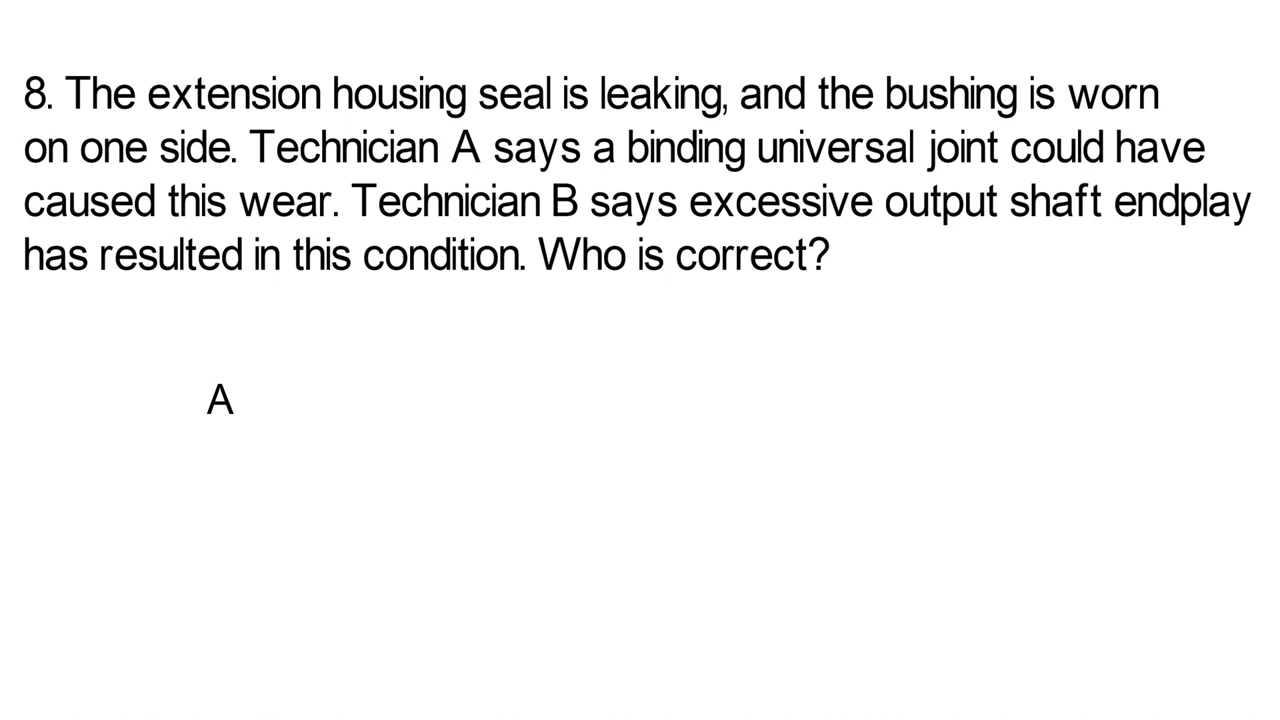 8. The extension housing seal is leaking, and the bushing is worn
on one side. Technician A says a binding universal joint could have
caused this wear. Technician B says excessive output shaft endplay
has resulted in this condition. Who is correct?
A